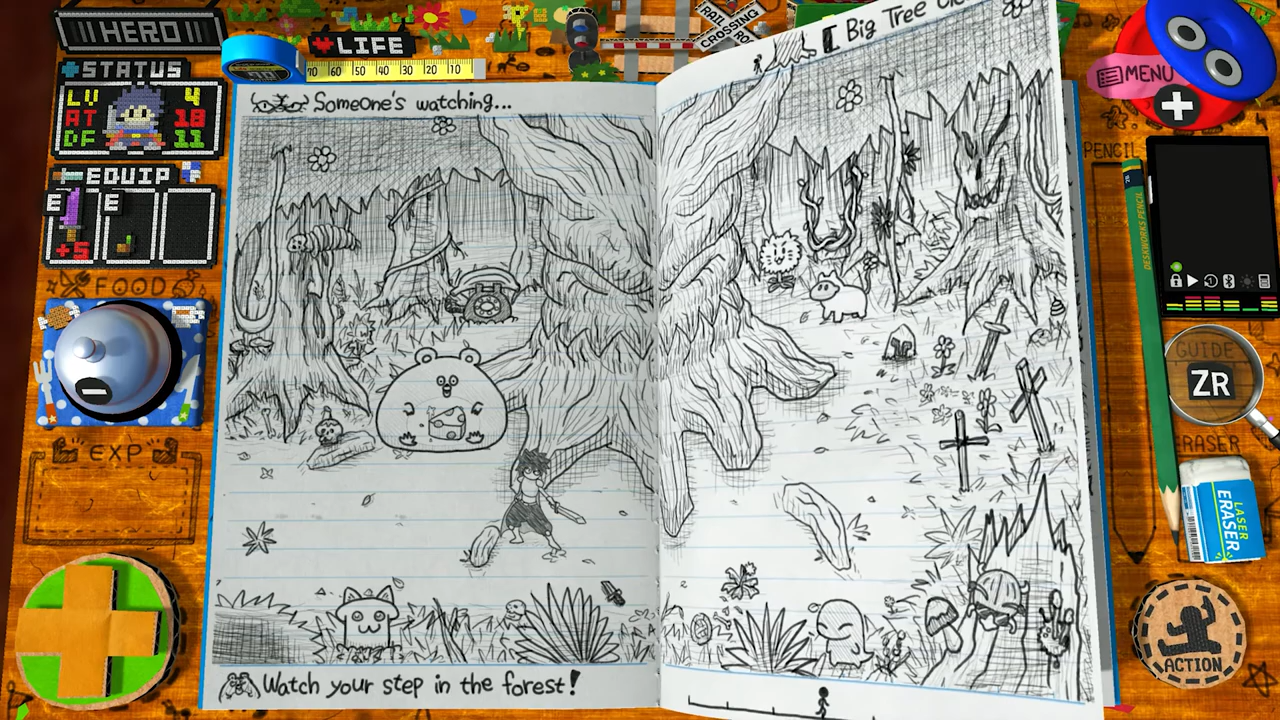 HERO
STATUS
LV 4
AT 18
DF 11
EQUIP
E E
+5
FOOD
EXP
LIFE
70 60 50 40 30 20 10
RAIL
CROSSING
Big Tree
Someone's watching...
Watch your step in the forest!
MENU
+
PENCIL
DESKWORKS PENCIL
GUIDE
ZR
ERASER
LASER
ERASER
ACTION